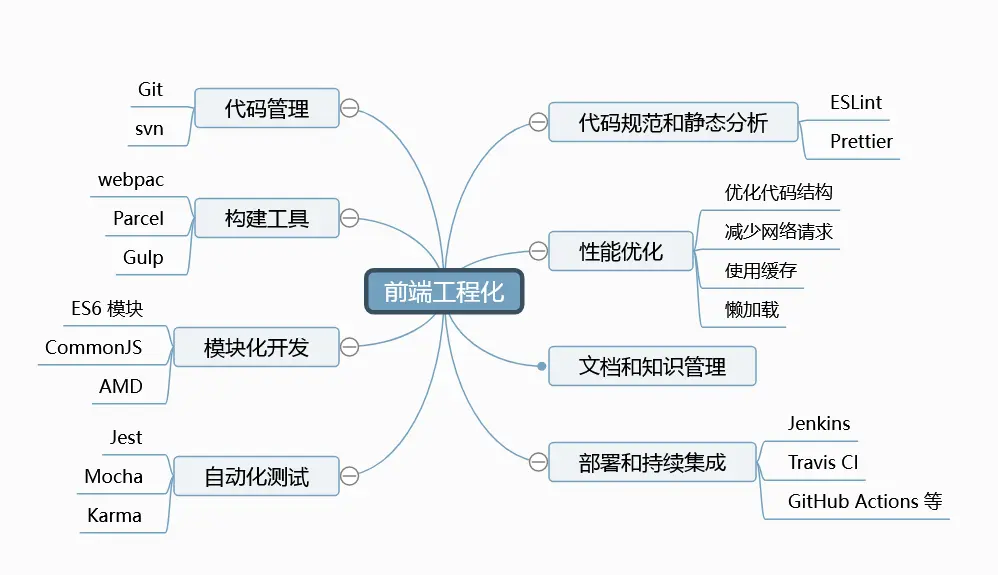 前端工程化
代码管理
Git
svn
构建工具
webpac
Parcel
Gulp
模块化开发
ES6 模块
CommonJS
AMD
自动化测试
Jest
Mocha
Karma
代码规范和静态分析
ESLint
Prettier
性能优化
优化代码结构
减少网络请求
使用缓存
懒加载
文档和知识管理
部署和持续集成
Jenkins
Travis CI
GitHub Actions 等